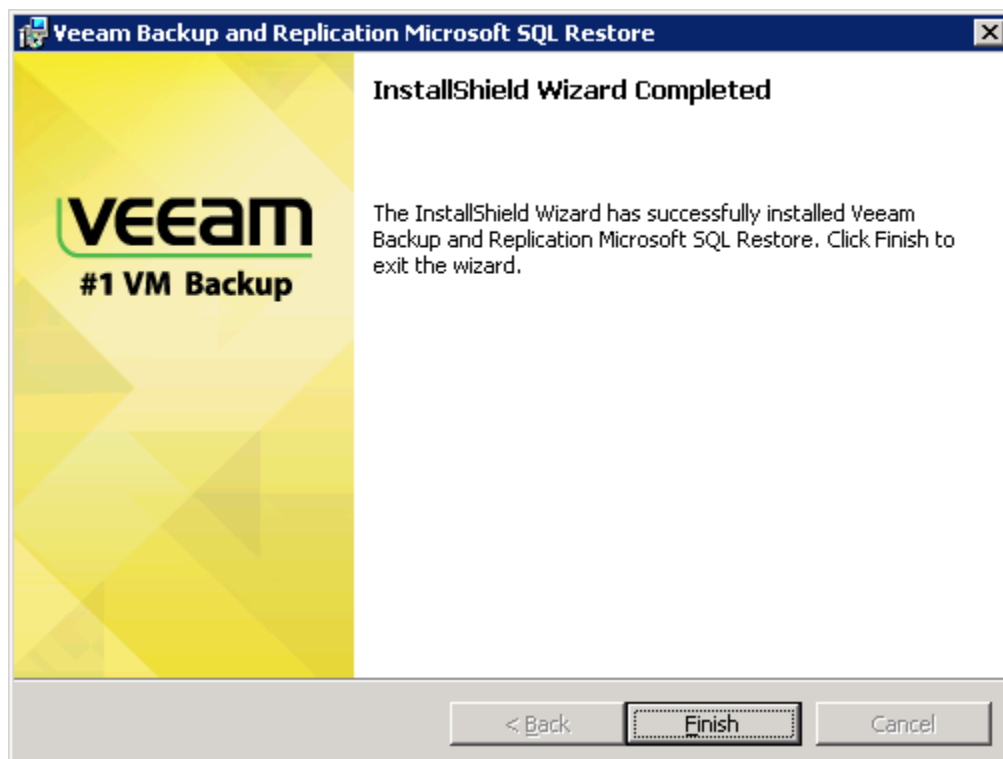 Veeam Backup and Replication Microsoft SQL Restore
InstallShield Wizard Completed
veeam
#1 VM Backup
The InstallShield Wizard has successfully installed Veeam
Backup and Replication Microsoft SQL Restore. Click Finish to
exit the wizard.
< Back
Finish
Cancel